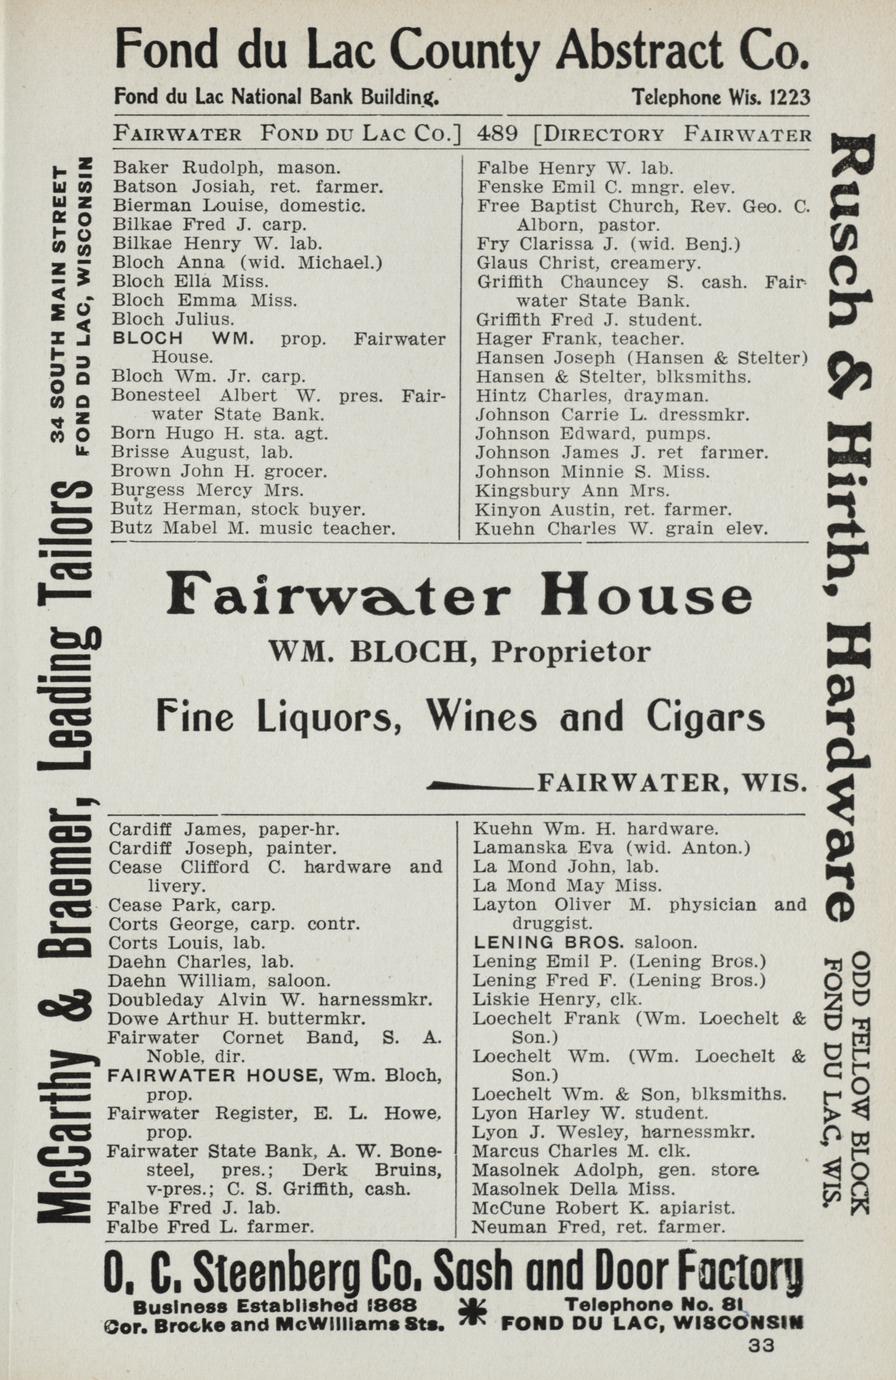 Fond du Lac County Abstract Co.
Fond du Lac National Bank Building. Telephone Wis. 1223
FAIRWATER FOND DU LAC CO.] 489 [DIRECTORY FAIRWATER
Baker Rudolph, mason.
Batson Josiah, ret. farmer.
Bierman Louise, domestic.
Bilkae Fred J. carp.
Bilkae Henry W. lab.
Bloch Anna (wid. Michael.)
Bloch Ella Miss.
Bloch Emma Miss.
Bloch Julius.
BLOCH WM. prop. Fairwater
House.
Bloch Wm. Jr. carp.
Bonesteel Albert W. pres. Fair-
water State Bank.
Born Hugo H. sta. agt.
Brisse August, lab.
Brown John H. grocer.
Burgess Mercy Mrs.
Butz Herman, stock buyer.
Butz Mabel M. music teacher.
Falbe Henry W. lab.
Fenske Emil C. mngr. elev.
Free Baptist Church, Rev. Geo. C.
Alborn, pastor.
Fry Clarissa J. (wid. Benj.)
Glaus Christ, creamery.
Griffith Chauncey S. cash. Fair-
water State Bank.
Griffith Fred J. student.
Hager Frank, teacher.
Hansen Joseph (Hansen & Stelter)
Hansen & Stelter, blksmiths.
Hintz Charles, drayman.
Johnson Carrie L. dressmkr.
Johnson Edward, pumps.
Johnson James J. ret farmer.
Johnson Minnie S. Miss.
Kingsbury Ann Mrs.
Kinyon Austin, ret. farmer.
Kuehn Charles W. grain elev.
Fairwater House
WM. BLOCH, Proprietor
Fine Liquors, Wines and Cigars
FAIRWATER, WIS.
Cardiff James, paper-hr.
Cardiff Joseph, painter.
Cease Clifford C. hardware and
livery.
Cease Park, carp.
Corts George, carp. contr.
Corts Louis, lab.
Daehn Charles, lab.
Daehn William, saloon.
Doubleday Alvin W. harnessmkr.
Dowe Arthur H. buttermkr.
Fairwater Cornet Band, S. A.
Noble, dir.
FAIRWATER HOUSE, Wm. Bloch,
prop.
Fairwater Register, E. L. Howe,
prop.
Fairwater State Bank, A. W. Bone-
steel, pres.; Derk Bruins,
v-pres.; C. S. Griffith, cash.
Falbe Fred J. lab.
Falbe Fred L. farmer.
Kuehn Wm. H. hardware.
Lamanska Eva (wid. Anton.)
La Mond John, lab.
La Mond May Miss.
Layton Oliver M. physician and
druggist.
LENING BROS. saloon.
Lening Emil P. (Lening Bros.)
Lening Fred F. (Lening Bros.)
Liskie Henry, clk.
Loechelt Frank (Wm. Loechelt &
Son.)
Loechelt Wm. (Wm. Loechelt &
Son.)
Loechelt Wm. & Son, blksmiths.
Lyon Harley W. student.
Lyon J. Wesley, harnessmkr.
Marcus Charles M. clk.
Masolnek Adolph, gen. store
Masolnek Della Miss.
McCune Robert K. apiarist.
Neuman Fred, ret. farmer.
O. C. Steenberg Co. Sash and Door Factory
Business Established 1868 Telephone No. 81
Cor. Brooke and McWilliams Sts. FOND DU LAC, WISCONSIN
33
McCarthy & Braemer, Leading Tailors
34 SOUTH MAIN STREET
FOND DU LAC, WISCONSIN
Rusch & Hirth, Hardware
ODD FELLOW BLOCK
FOND DU LAC, WIS.